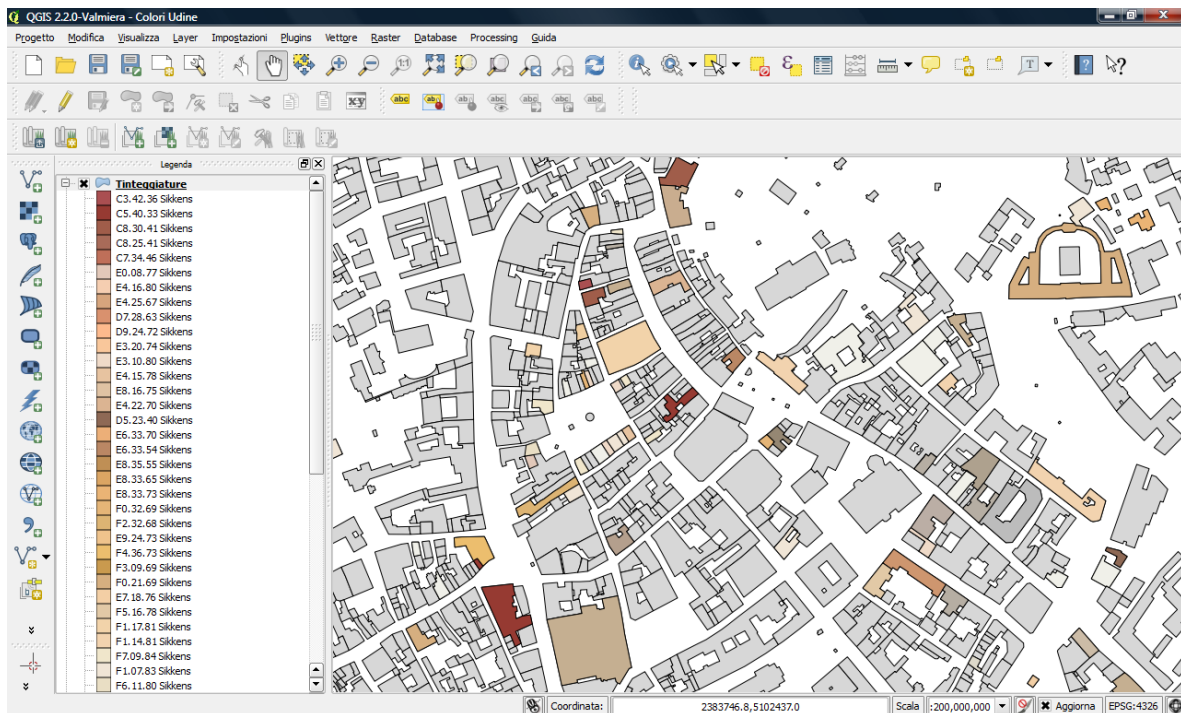 QGIS 2.2.0-Valmiera - Colori Udine
Progetto Modifica Visualizza Layer Impostazioni Plugins Vettore Raster Database Processing Guida
Legenda
Tinteggiature
C3.42.36 Sikkens
C5.40.33 Sikkens
C8.30.41 Sikkens
C8.25.41 Sikkens
C7.34.46 Sikkens
E0.08.77 Sikkens
E4.16.80 Sikkens
E4.25.67 Sikkens
D7.28.63 Sikkens
D9.24.72 Sikkens
E3.20.74 Sikkens
E3.10.80 Sikkens
E4.15.78 Sikkens
E8.16.75 Sikkens
E4.22.70 Sikkens
D5.23.40 Sikkens
E6.33.70 Sikkens
E6.33.54 Sikkens
E8.35.55 Sikkens
E8.33.65 Sikkens
E8.33.73 Sikkens
F0.32.69 Sikkens
F2.32.68 Sikkens
E9.24.73 Sikkens
F4.36.73 Sikkens
F3.09.69 Sikkens
F0.21.69 Sikkens
E7.18.76 Sikkens
F5.16.78 Sikkens
F1.17.81 Sikkens
F1.14.81 Sikkens
F7.09.84 Sikkens
F1.07.83 Sikkens
F6.11.80 Sikkens
Coordinata: 2383746.8,5102437.0 Scala :200,000,000 Aggiorna EPSG:4326